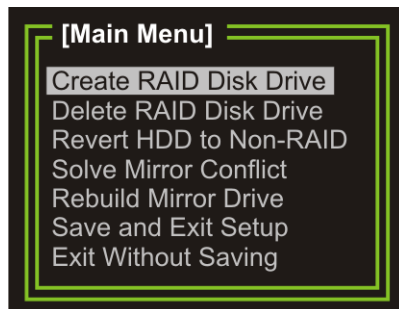 [Main Menu]
Create RAID Disk Drive
Delete RAID Disk Drive
Revert HDD to Non-RAID
Solve Mirror Conflict
Rebuild Mirror Drive
Save and Exit Setup
Exit Without Saving